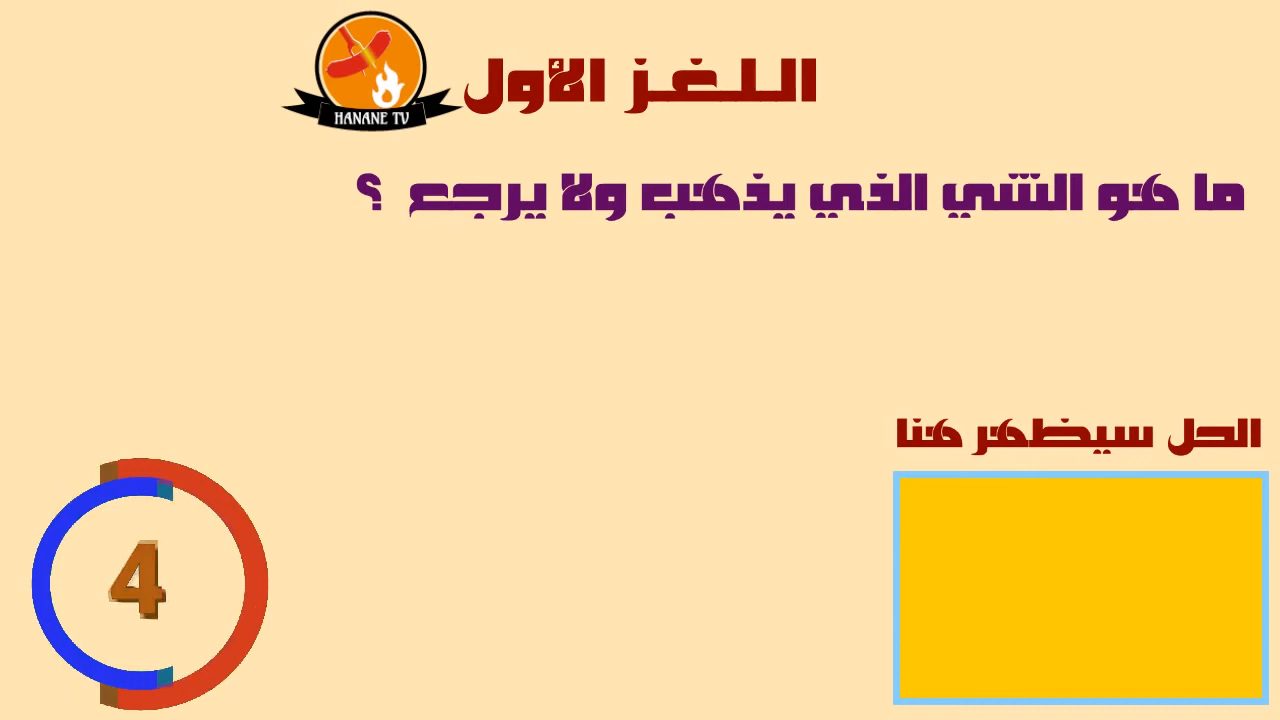 اللغز الأول
HANANE TV
ما هو الشي الذي يذهب ولا يرجع ؟
الحل سيظهر هنا
4